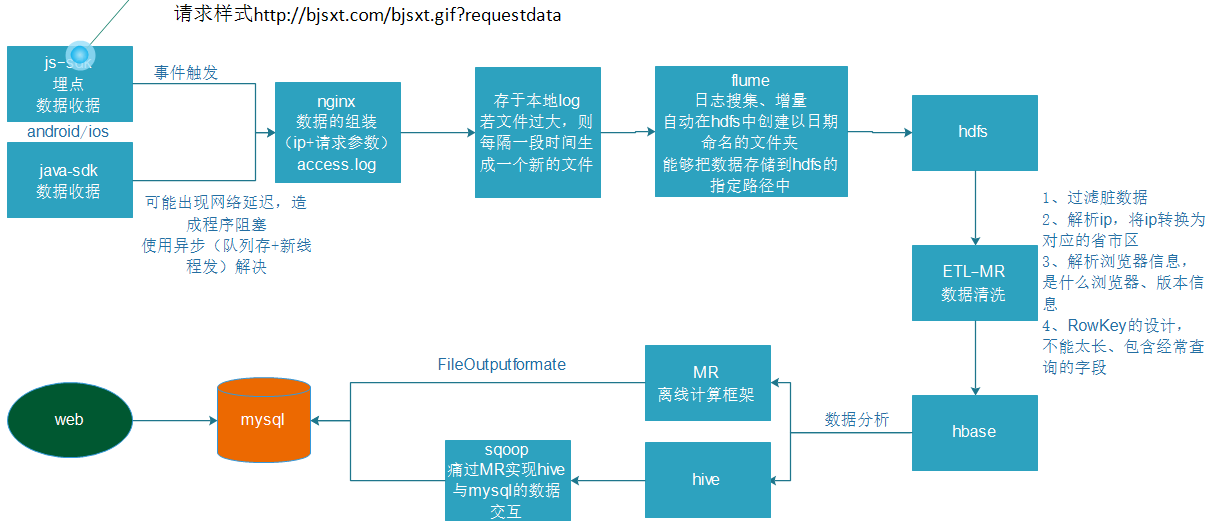 请求样式http://bjsxt.com/bjsxt.gif?requestdata
js-sdk
埋点
数据收据
android/ios
java-sdk
数据收据
事件触发
可能出现网络延迟，造
成程序阻塞
使用异步（队列存+新线
程发）解决
nginx
数据的组装
（ip+请求参数）
access.log
存于本地log
若文件过大，则
每隔一段时间生
成一个新的文件
flume
日志搜集、增量
自动在hdfs中创建以日期
命名的文件夹
能够把数据存储到hdfs的
指定路径中
hdfs
1、过滤脏数据
2、解析ip，将ip转换为
对应的省市区
3、解析浏览器信息，
是什么浏览器、版本信
息
4、RowKey的设计，
不能太长、包含经常查
询的字段
ETL-MR
数据清洗
hbase
数据分析
MR
离线计算框架
hive
FileOutputformate
sqoop
痛过MR实现hive
与mysql的数据
交互
mysql
web